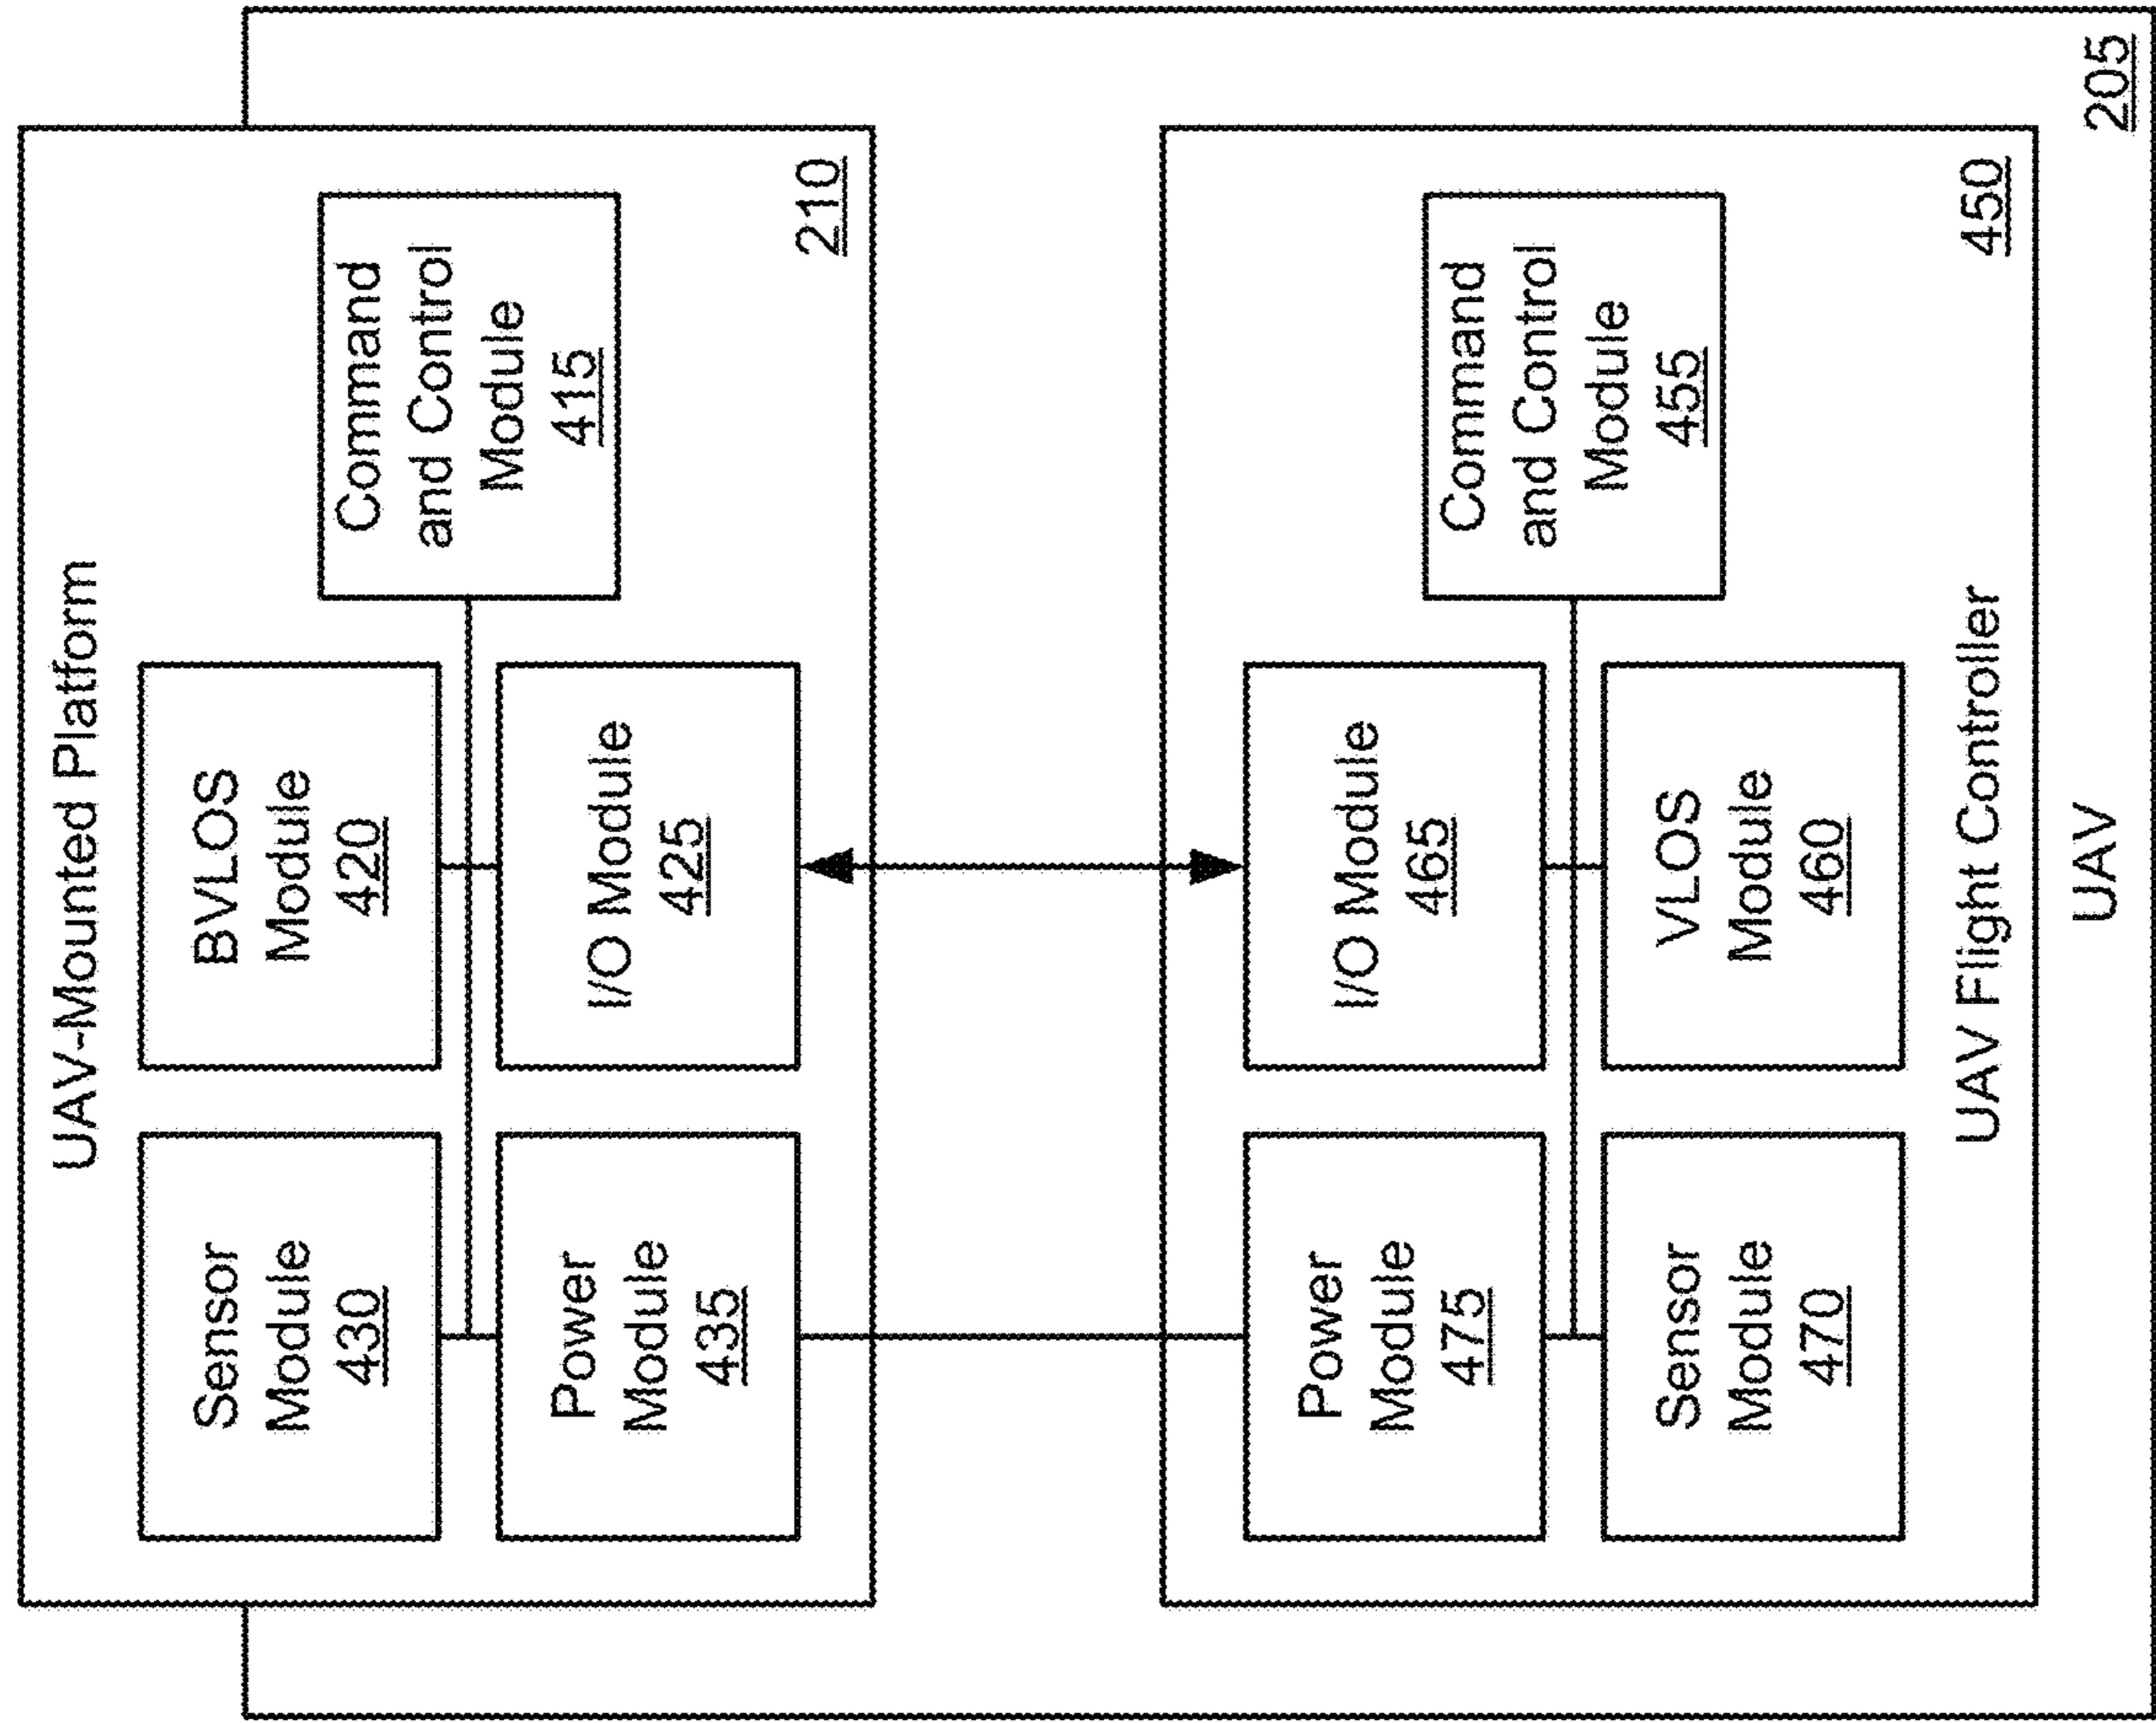 UAV-Mounted Platform
Sensor
Module
430
BVLOS
Module
420
Command
and Control
Module
415
Power
Module
435
I/O Module
425
210
Power
Module
475
I/O Module
465
Command
and Control
Module
455
Sensor
Module
470
VLOS
Module
460
UAV Flight Controller
450
UAV
205